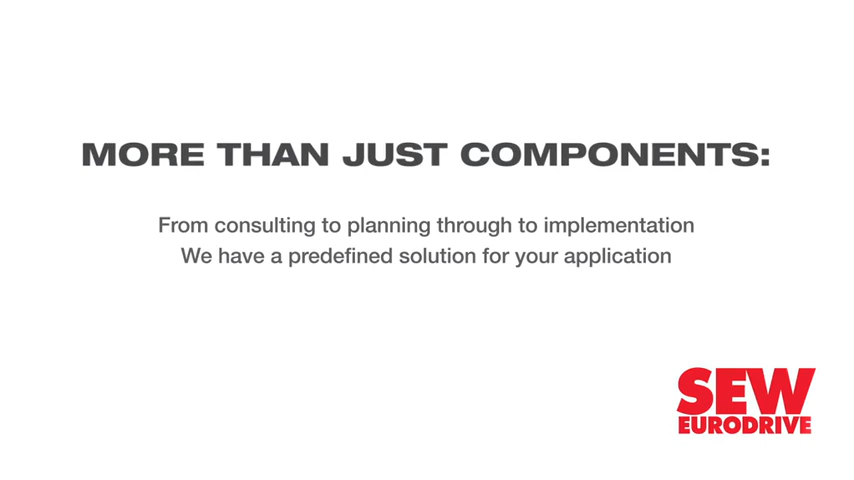 MORE THAN JUST COMPONENTS:
From consulting to planning through to implementation
We have a predefined solution for your application
SEW
EURODRIVE